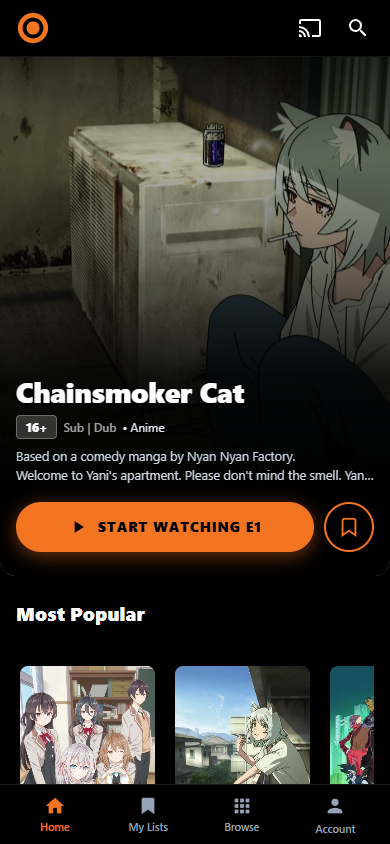 Chainsmoker Cat
16+ Sub | Dub • Anime
Based on a comedy manga by Nyan Nyan Factory.
Welcome to Yani's apartment. Please don't mind the smell. Yan...
START WATCHING E1
Most Popular
Home My Lists Browse Account